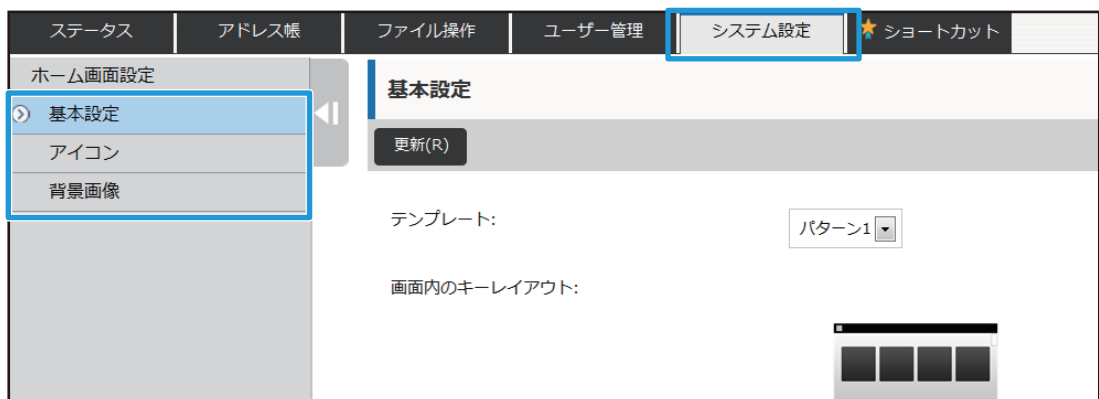 ステータス アドレス帳 ファイル操作 ユーザー管理 システム設定 ショートカット
ホーム画面設定
基本設定
アイコン
背景画像
基本設定
更新(R)
テンプレート: パターン1
画面内のキーレイアウト: